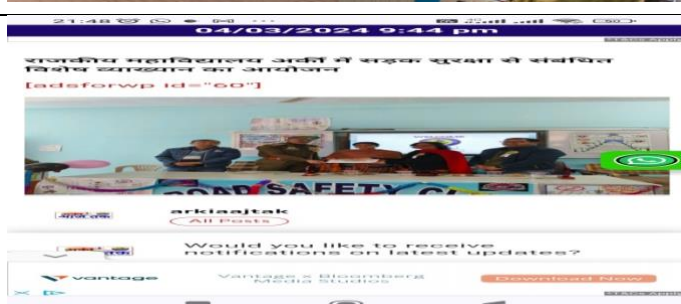 21:48
04/03/2024 9:44 pm
राजकीय महाविद्यालय अर्की में सड़क सुरक्षा से संबंधित
विशेष व्याख्यान का आयोजन
[adsforwp id="60"]
ROAD SAFETY
arkiaajtak
All Posts
Would you like to receive
notifications on latest updates?
vantage
Vantage x Bloomberg
Media Studios
Download Now